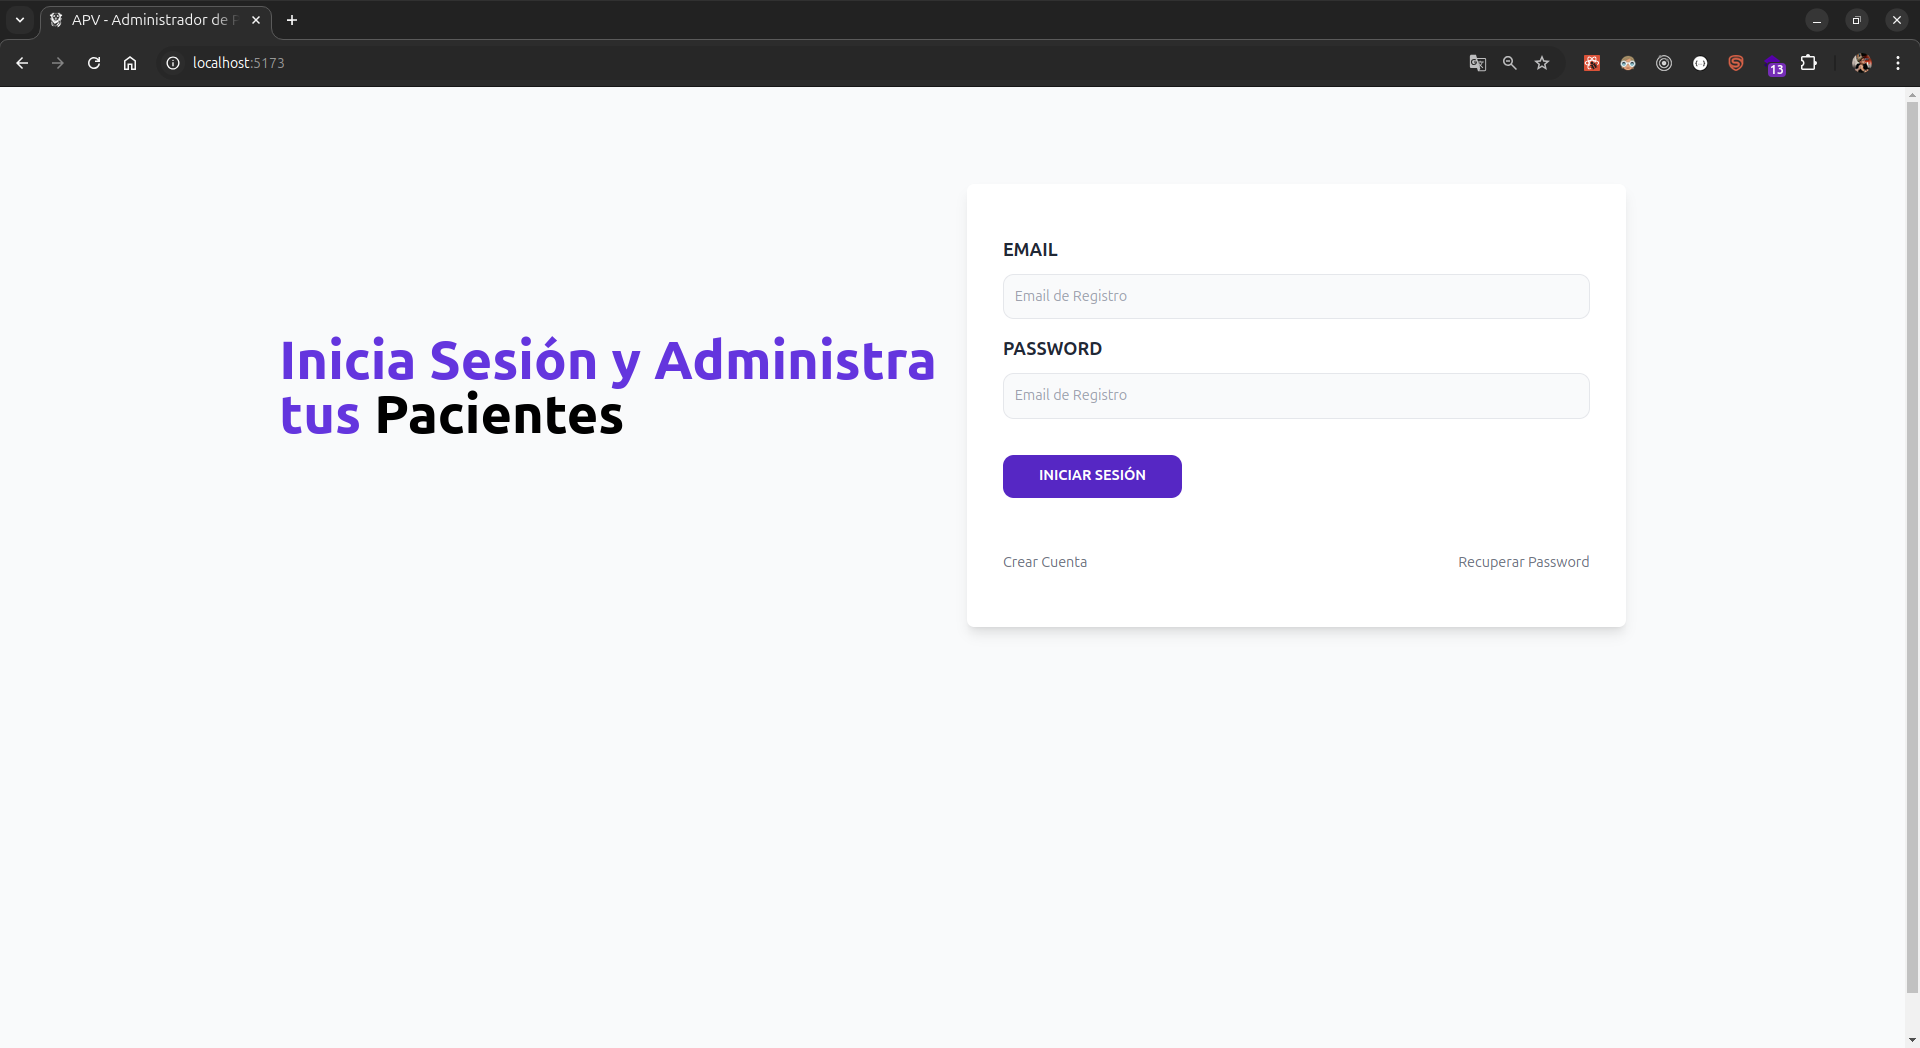 APV - Administrador de
localhost:5173
13
EMAIL
Email de Registro
PASSWORD
Email de Registro
Inicia Sesión y Administra
tus Pacientes
INICIAR SESIÓN
Crear Cuenta
Recuperar Password